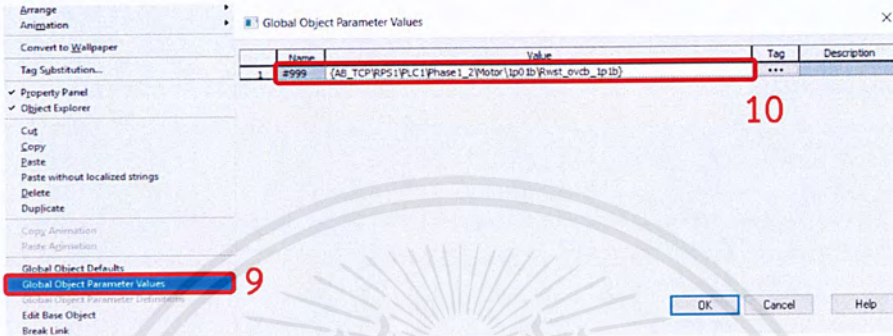 Arrange
Animation
Convert to Wallpaper
Tag Substitution...
Property Panel
Object Explorer
Cut
Copy
Paste
Paste without localized strings
Delete
Duplicate
Copy Animation
Paste Animation
Global Object Defaults
Global Object Parameter Values
Global Object Parameter Definitions
Edit Base Object
Break Link
9
Global Object Parameter Values
Name Value Tag Description
1 #999 {AB_TCP\RPS1\PLC1\Phase1_2\Motor\1p01b\Rwst_ovcb_1p1b} ...
10
OK Cancel Help